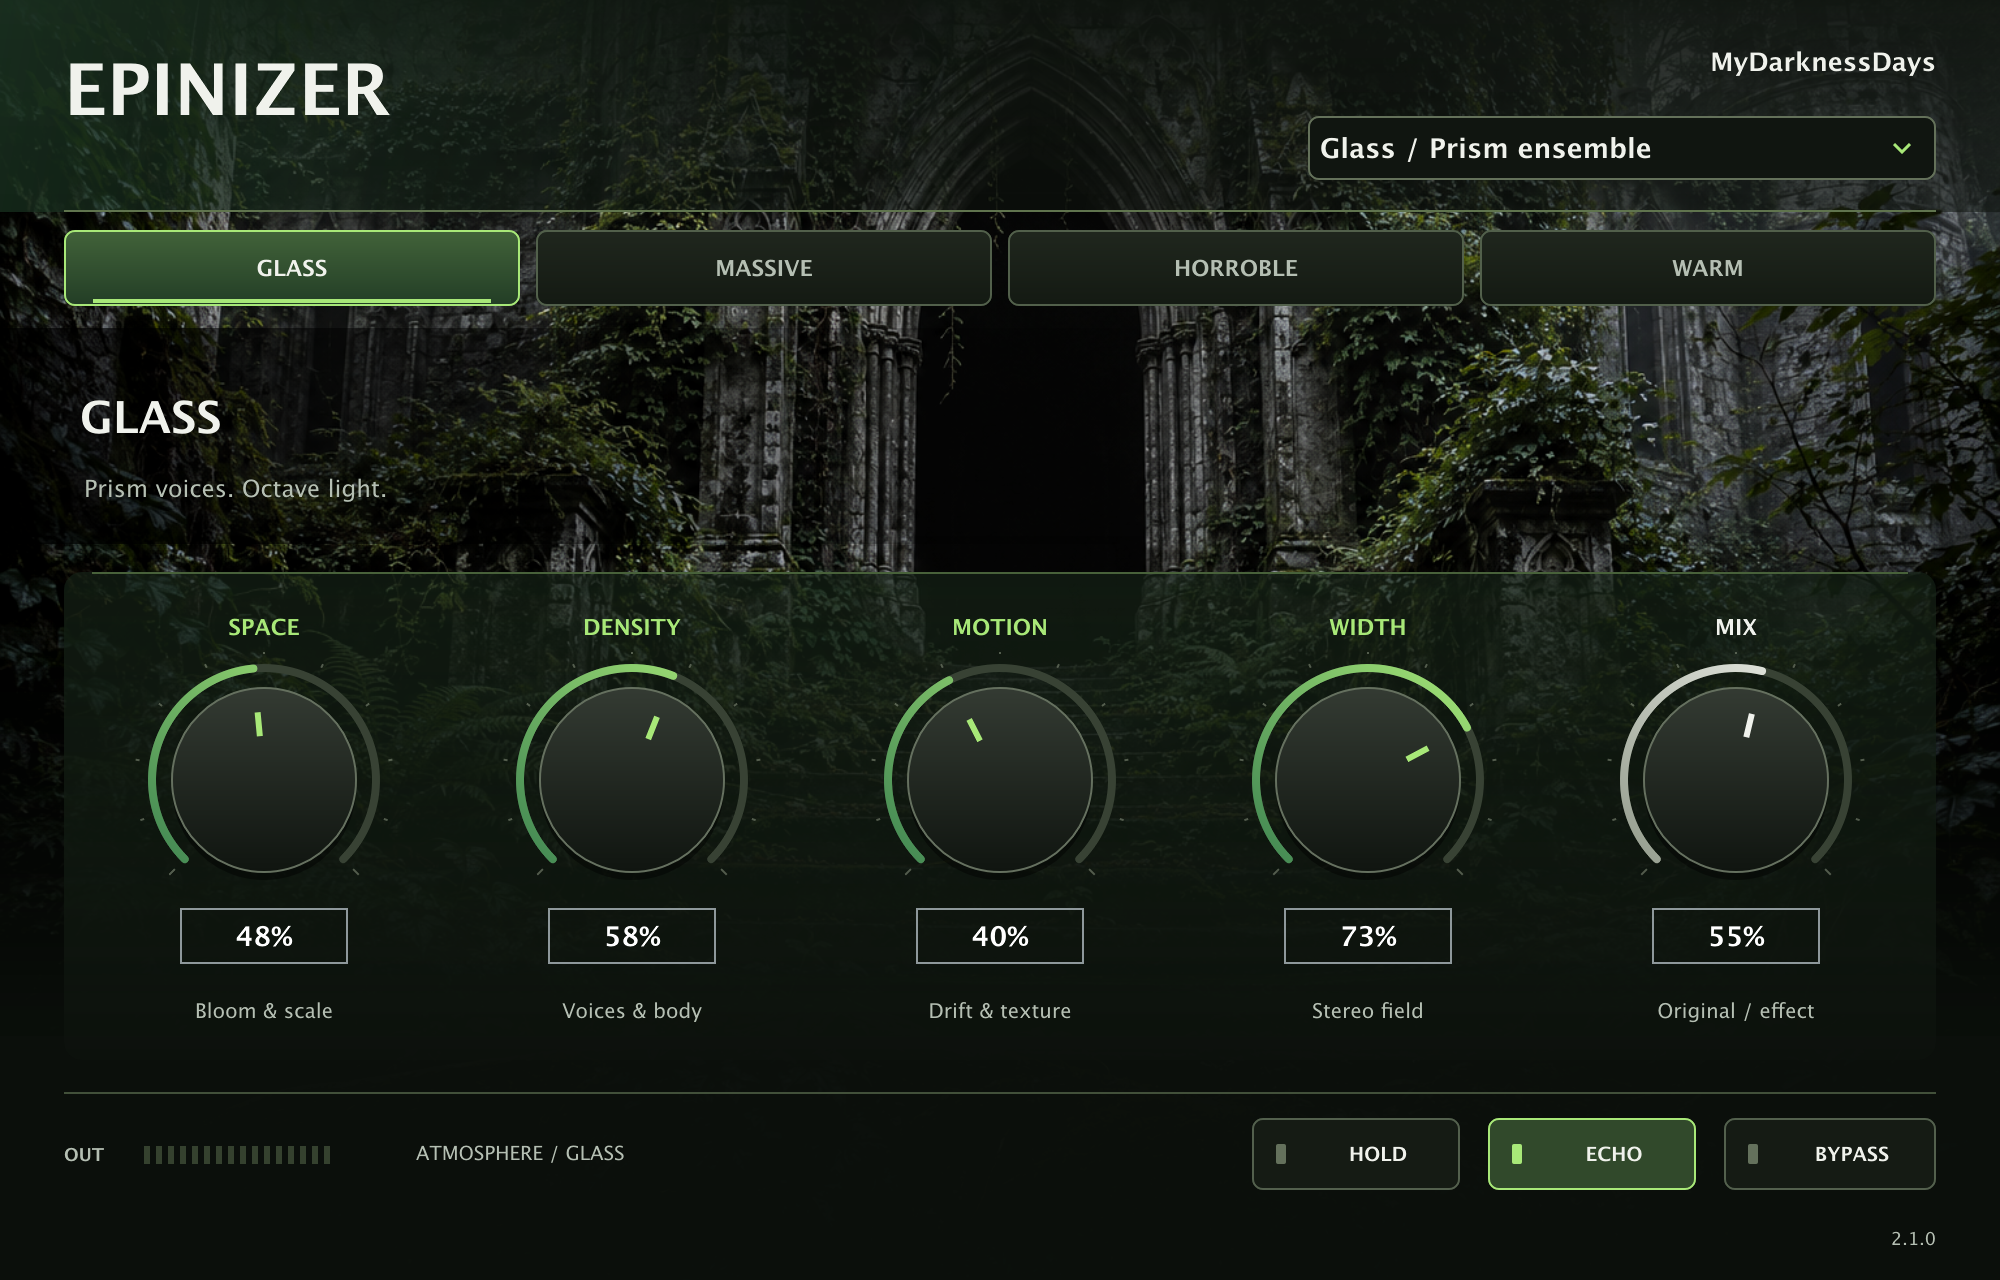 EPINIZER
MyDarknessDays
Glass / Prism ensemble
GLASS
MASSIVE
HORROBLE
WARM
GLASS
Prism voices. Octave light.
SPACE
DENSITY
MOTION
WIDTH
MIX
48%
58%
40%
73%
55%
Bloom & scale
Voices & body
Drift & texture
Stereo field
Original / effect
OUT
ATMOSPHERE / GLASS
HOLD
ECHO
BYPASS
2.1.0